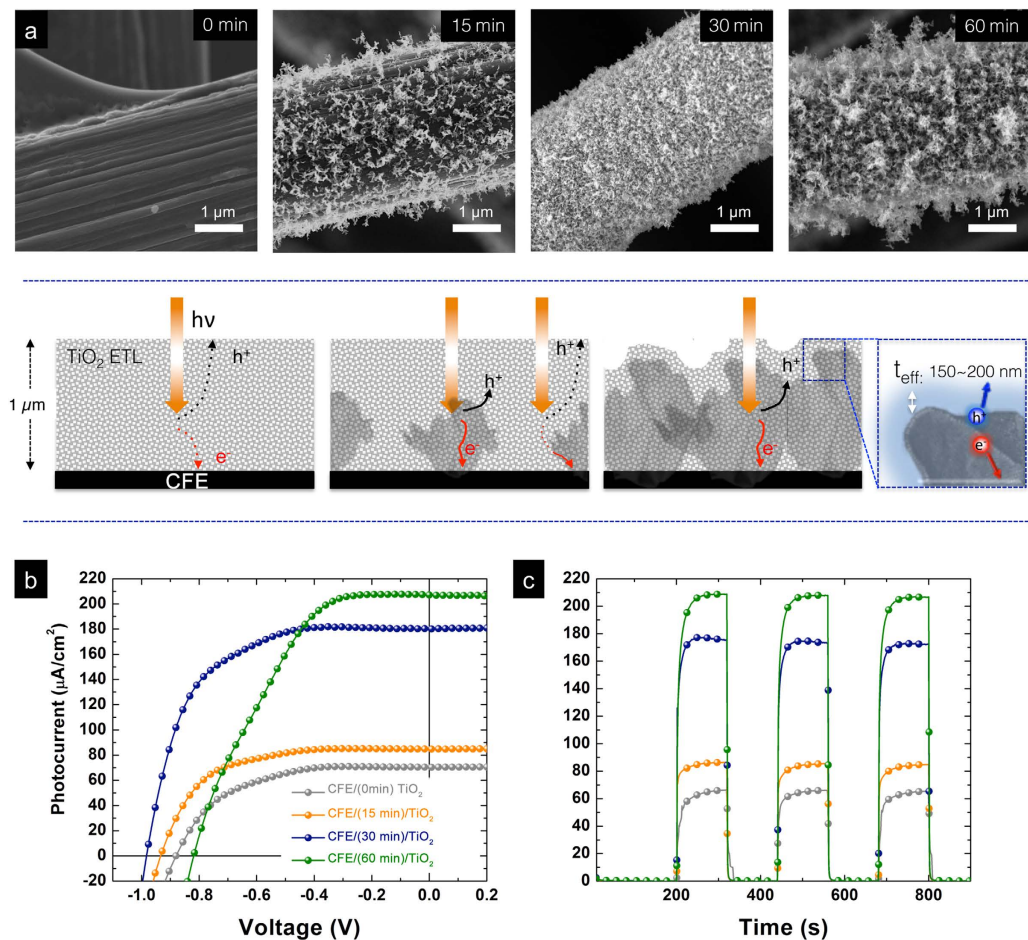 a
0 min
15 min
30 min
60 min
1 µm
1 µm
1 µm
1 µm
hν
TiO₂ ETL
h⁺
1 µm
e⁻
CFE
h⁺
h⁺
e⁻
h⁺
e⁻
t_eff: 150~200 nm
h⁺
e⁻
b
220
200
180
160
140
120
100
80
60
40
20
0
-20
Photocurrent (µA/cm²)
CFE/(0min) TiO₂
CFE/(15 min)/TiO₂
CFE/(30 min)/TiO₂
CFE/(60 min)/TiO₂
-1.0 -0.8 -0.6 -0.4 -0.2 0.0 0.2
Voltage (V)
c
220
200
180
160
140
120
100
80
60
40
20
0
200 400 600 800
Time (s)